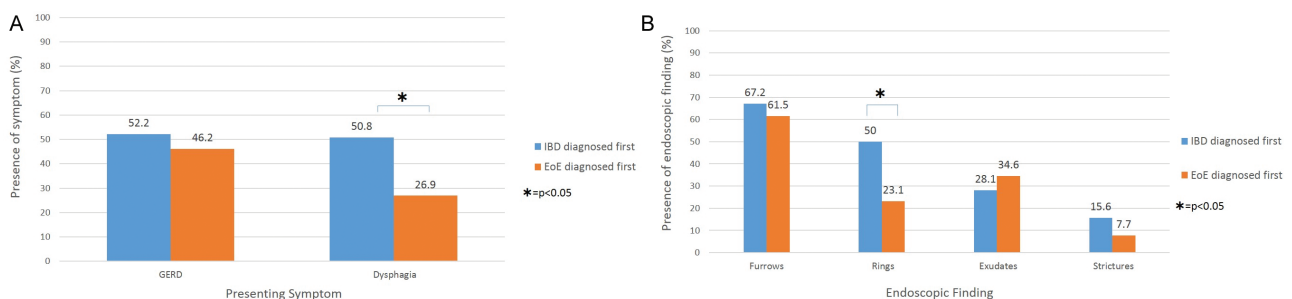 A
Presence of symptom (%)
100
90
80
70
60
50
40
30
20
10
0
52.2
46.2
50.8
26.9
*
GERD
Dysphagia
Presenting Symptom
IBD diagnosed first
EoE diagnosed first
*=p<0.05
B
Presence of endoscopic finding (%)
100
90
80
70
60
50
40
30
20
10
0
67.2
61.5
50
23.1
28.1
34.6
15.6
7.7
*
Furrows
Rings
Exudates
Strictures
Endoscopic Finding
IBD diagnosed first
EoE diagnosed first
*=p<0.05